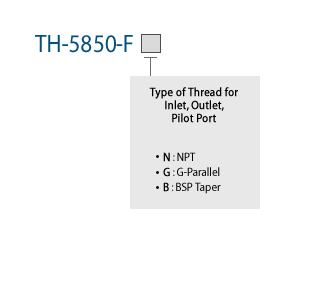 TH-5850-F
Type of Thread for
Inlet, Outlet,
Pilot Port
• N : NPT
• G : G-Parallel
• B : BSP Taper